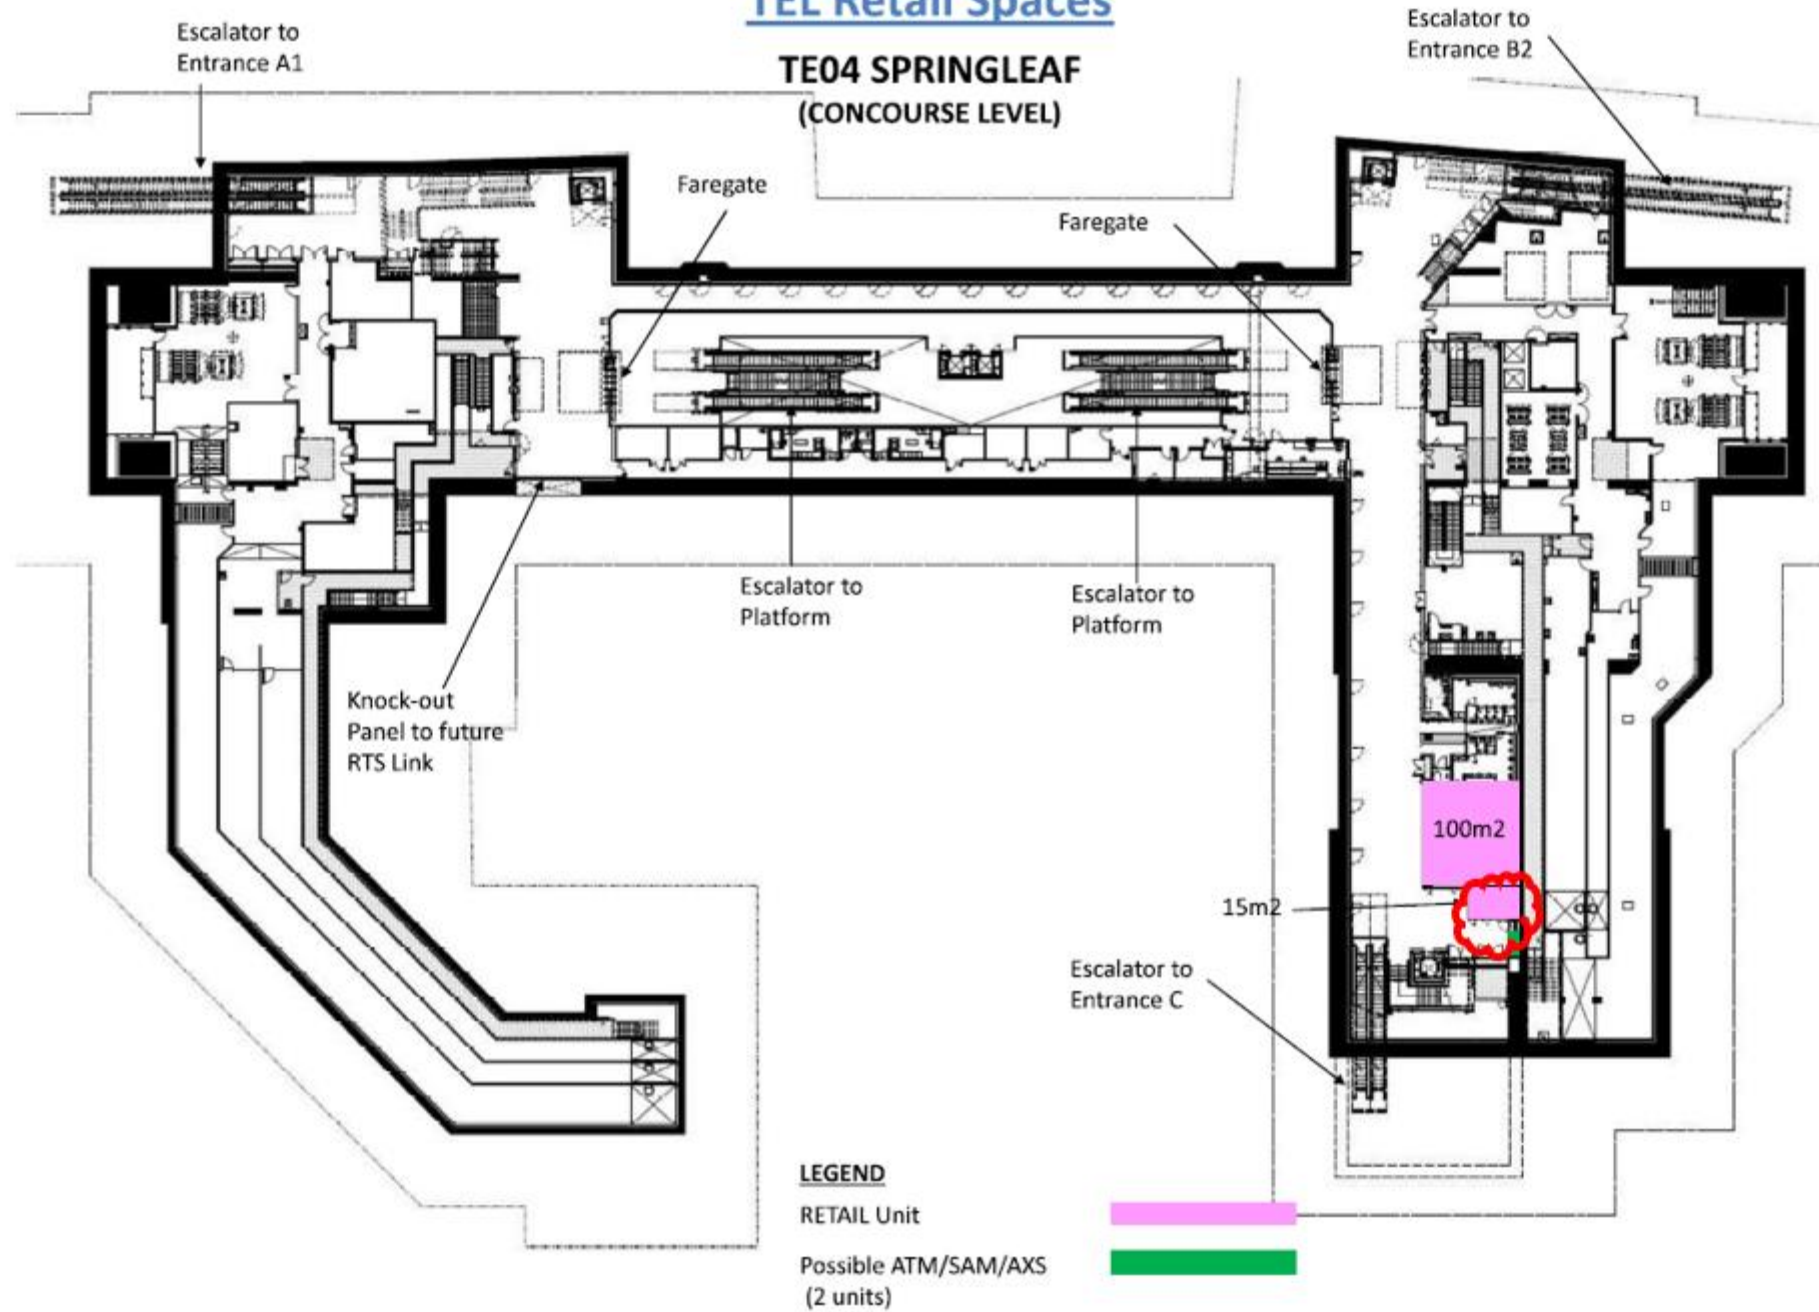 TEL Retail Spaces
TE04 SPRINGLEAF
(CONCOURSE LEVEL)
Escalator to
Entrance A1
Escalator to
Entrance B2
Faregate
Faregate
Escalator to
Platform
Escalator to
Platform
Knock-out
Panel to future
RTS Link
100m2
15m2
Escalator to
Entrance C
LEGEND
RETAIL Unit
Possible ATM/SAM/AXS
(2 units)